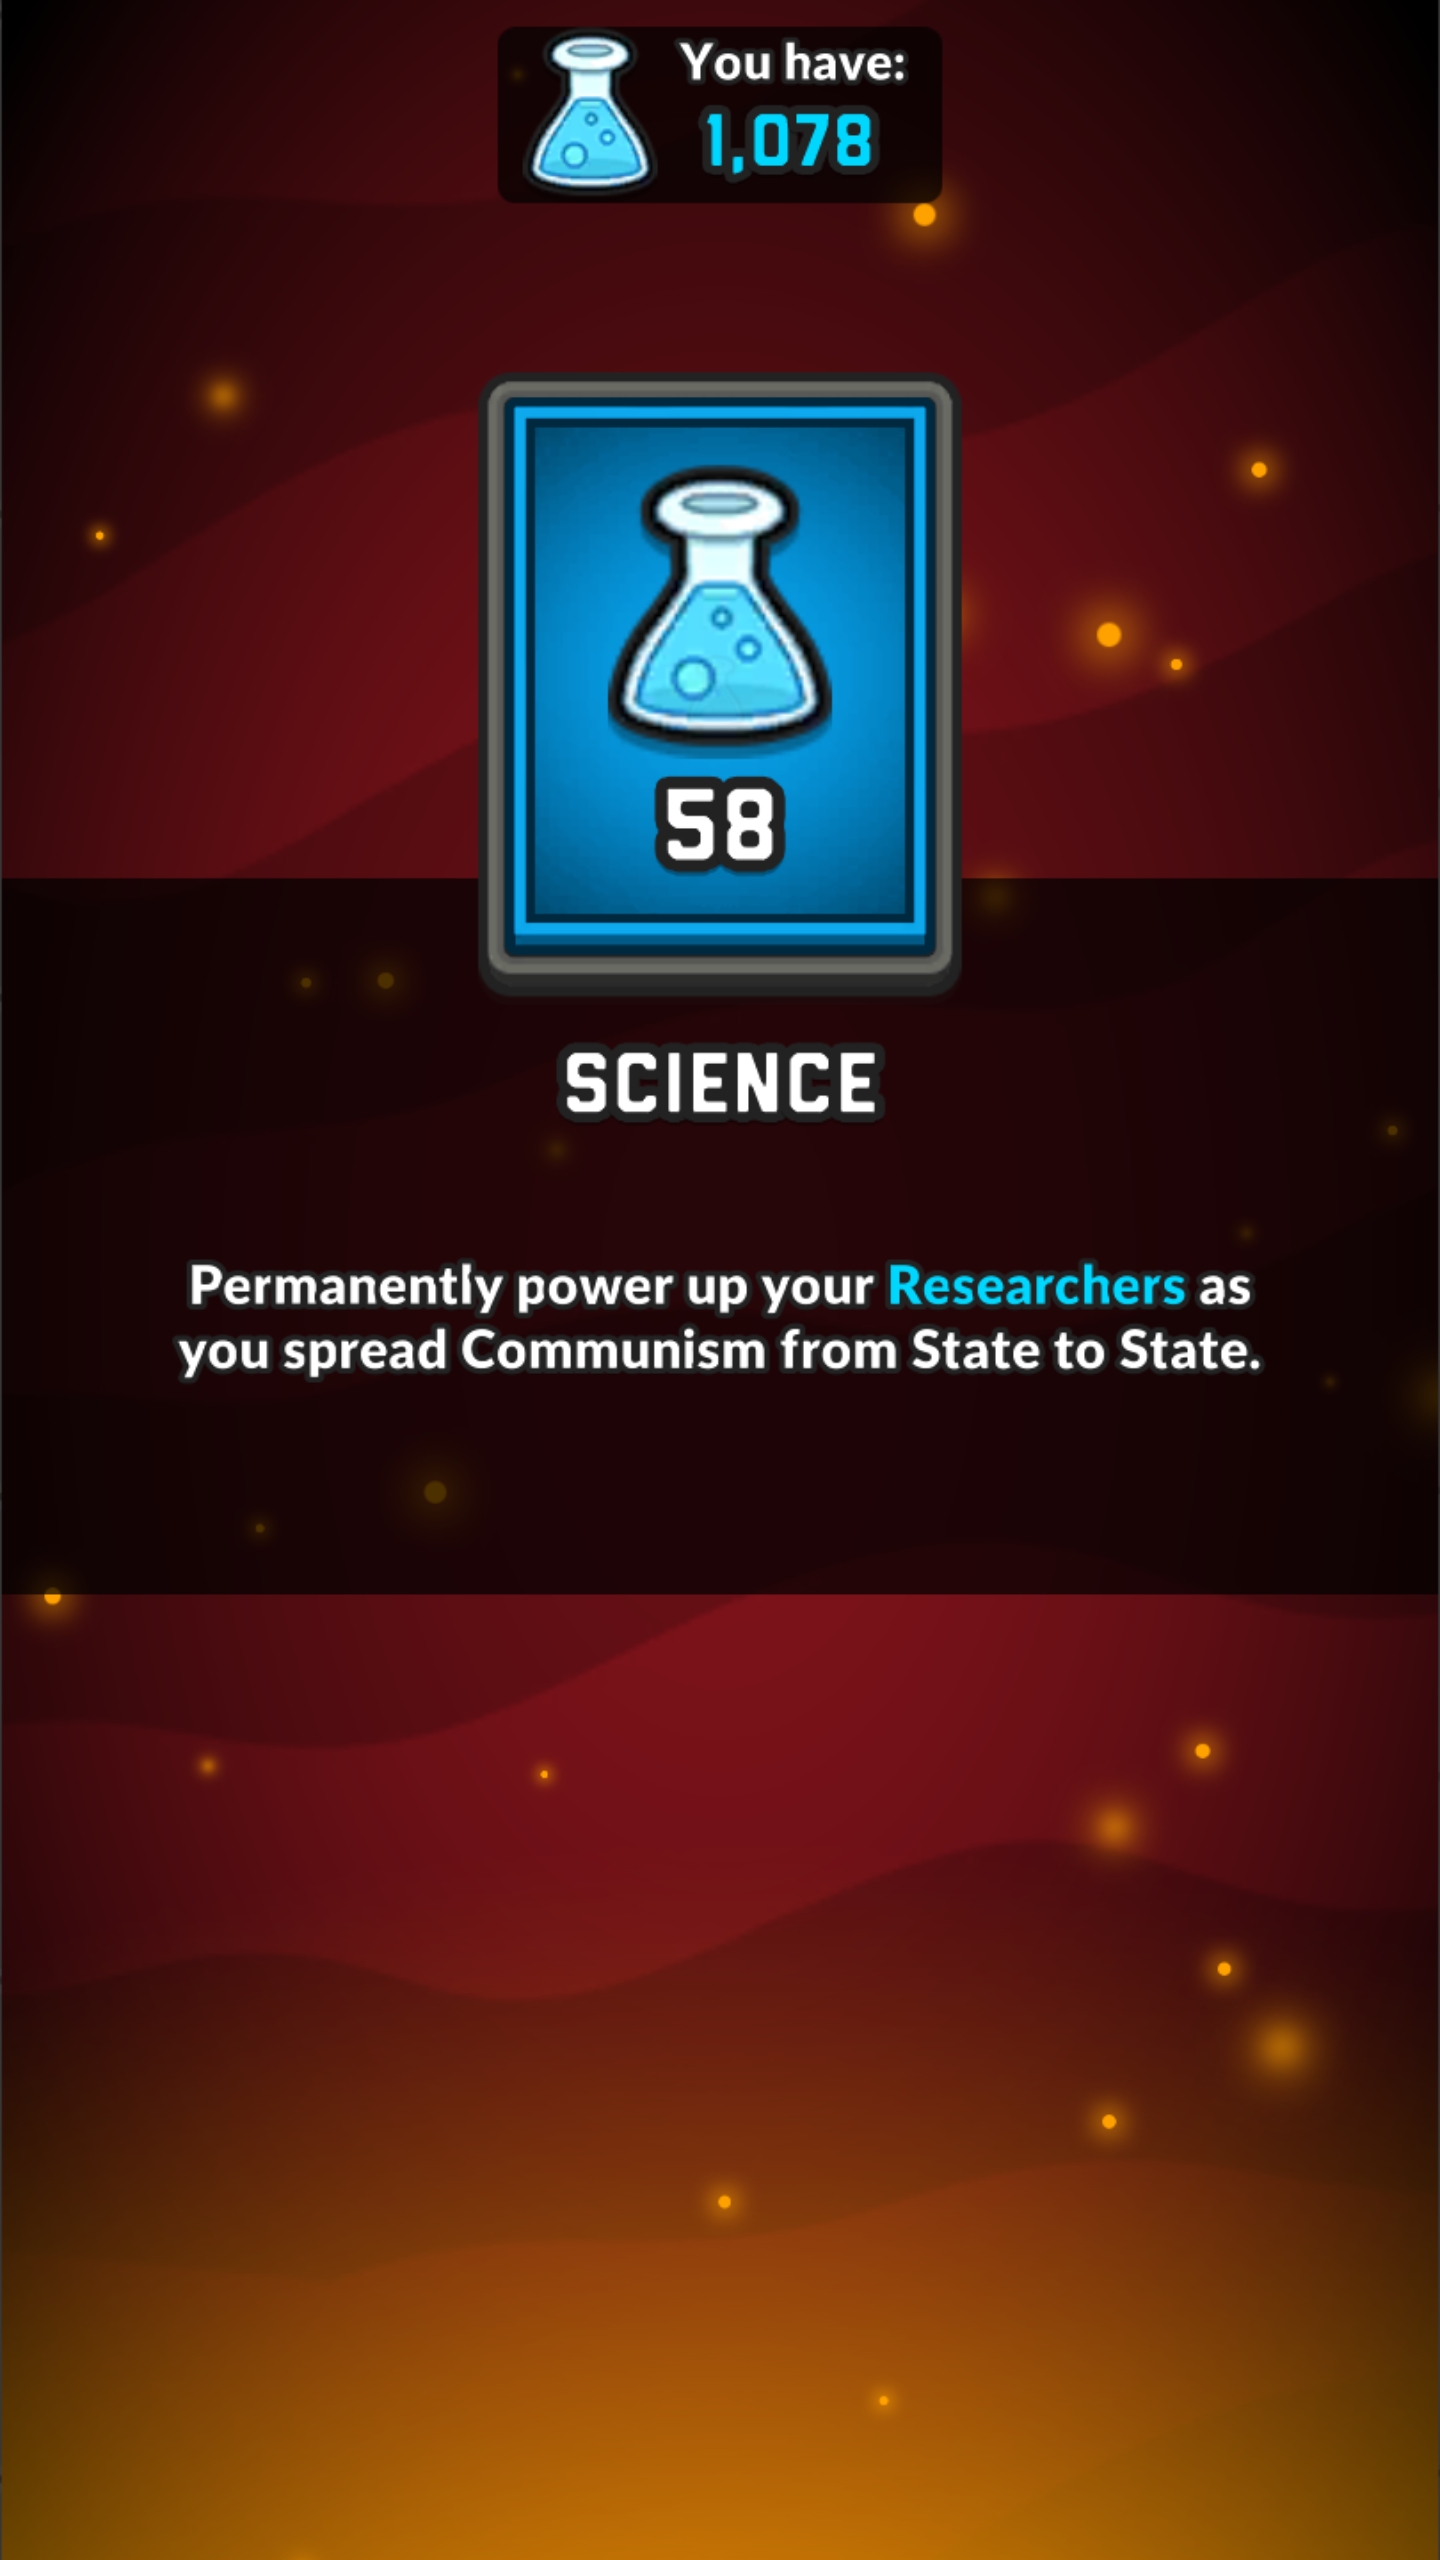 You have:
1,078
58
SCIENCE
Permanently power up your Researchers as
you spread Communism from State to State.